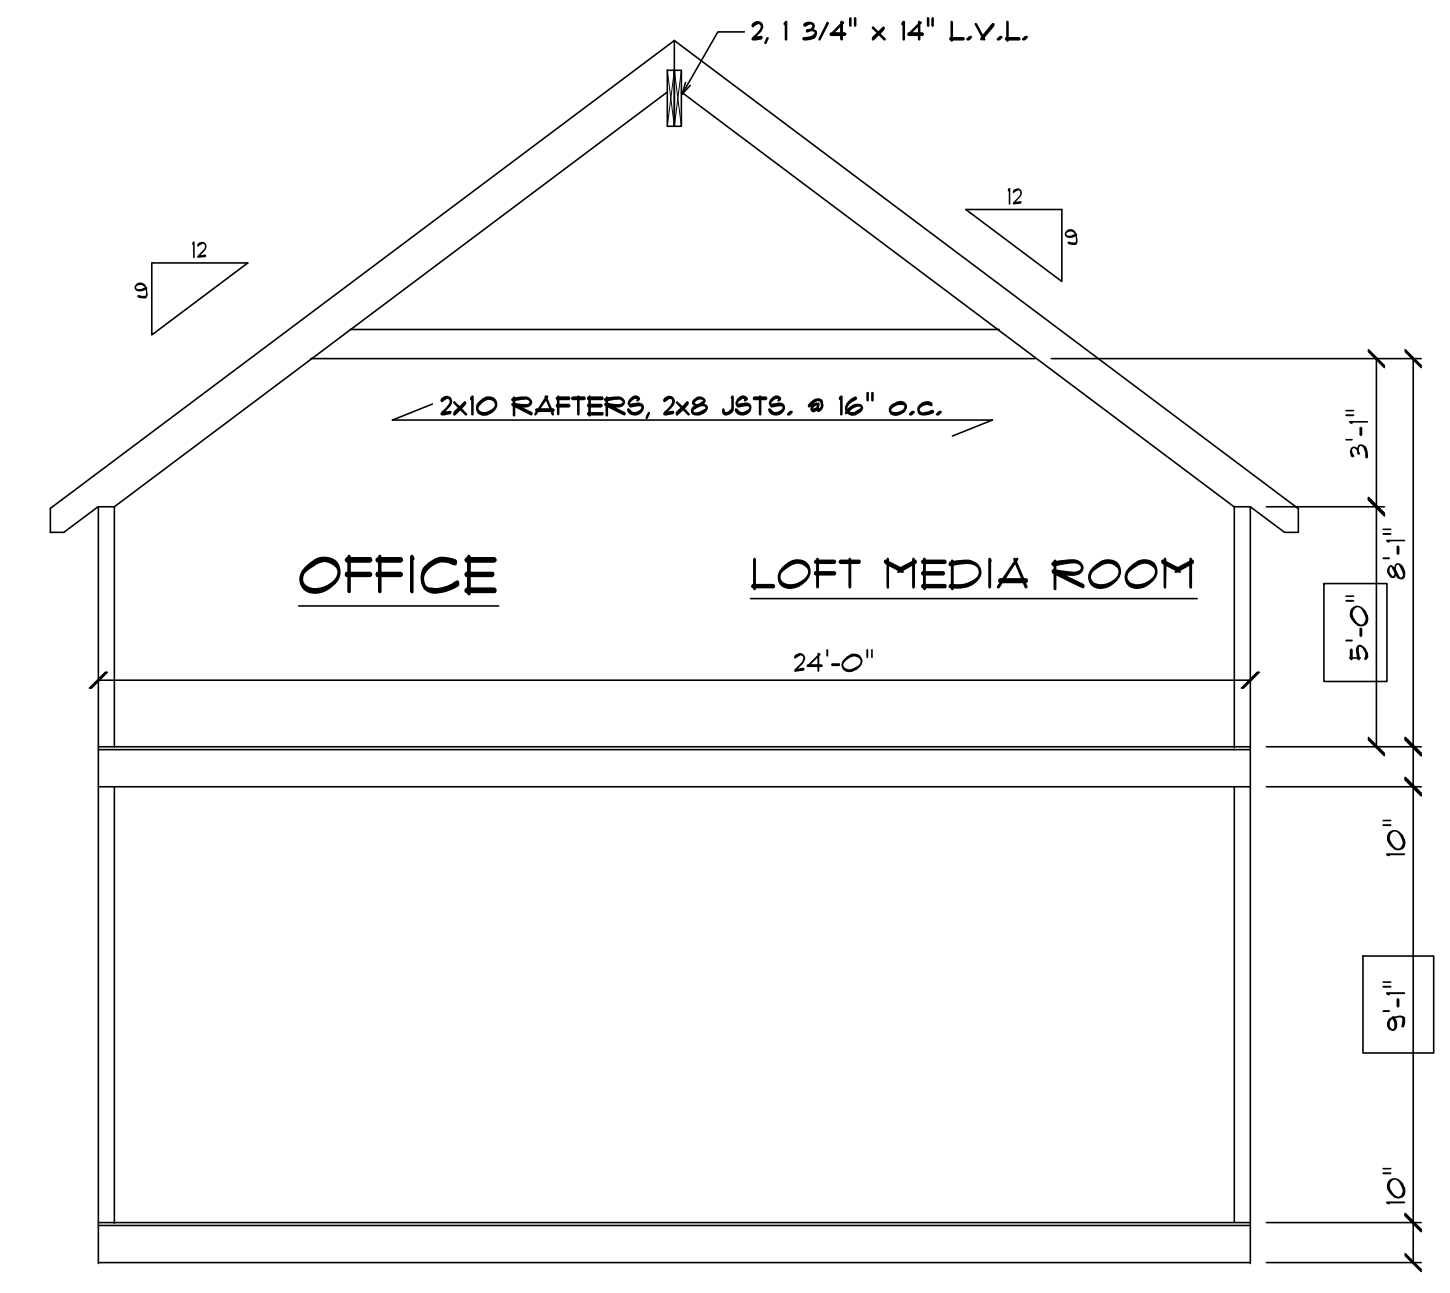 2, 1 3/4" x 14" L.V.L.
12
9
12
9
2x10 RAFTERS, 2x8 JSTS. @ 16" o.c.
3'-1"
8'-1"
OFFICE
LOFT MEDIA ROOM
5'-0"
24'-0"
10"
9'-1"
10"